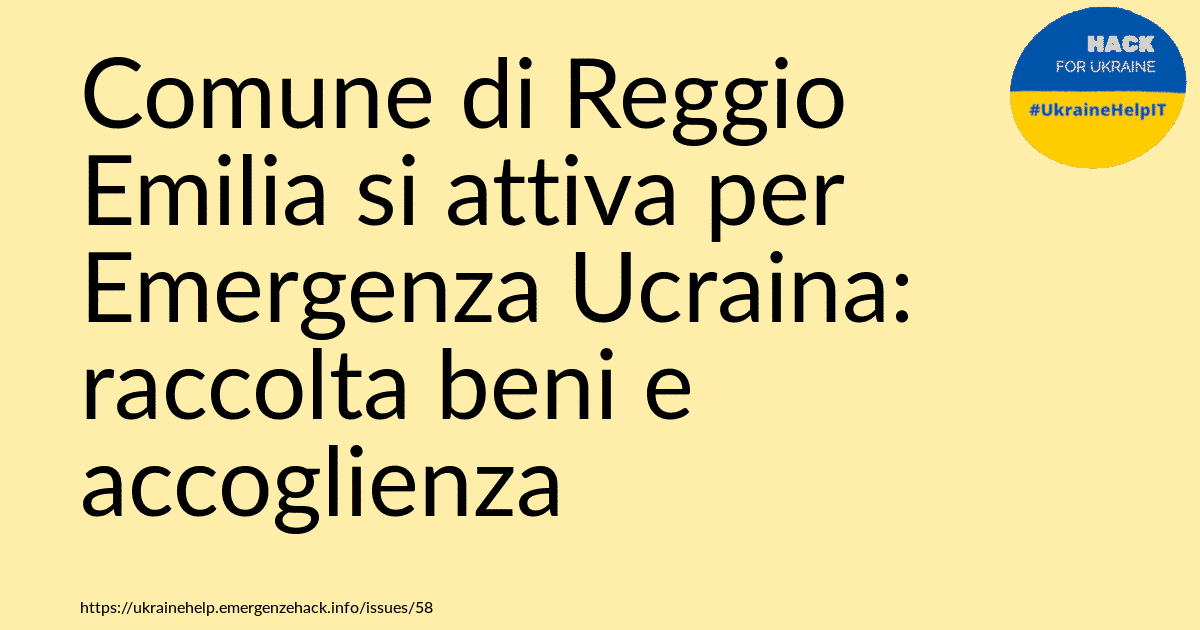 HACK
FOR UKRAINE
#UkraineHelpIT
Comune di Reggio
Emilia si attiva per
Emergenza Ucraina:
raccolta beni e
accoglienza
https://ukrainehelp.emergenzehack.info/issues/58